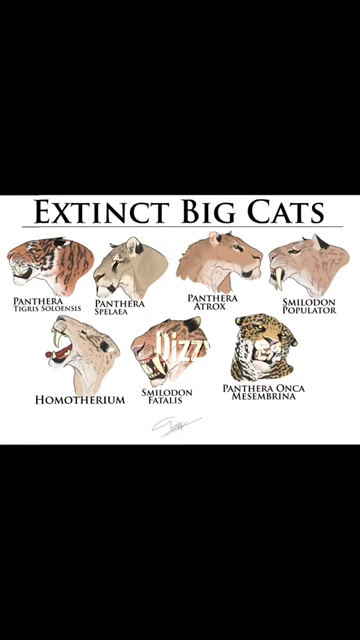 EXTINCT BIG CATS
PANTHERA
TIGRIS SOLOENSIS
PANTHERA
SPELAEA
PANTHERA
ATROX
SMILODON
POPULATOR
HOMOTHERIUM
SMILODON
FATALIS
PANTHERA ONCA
MESEMBRINA